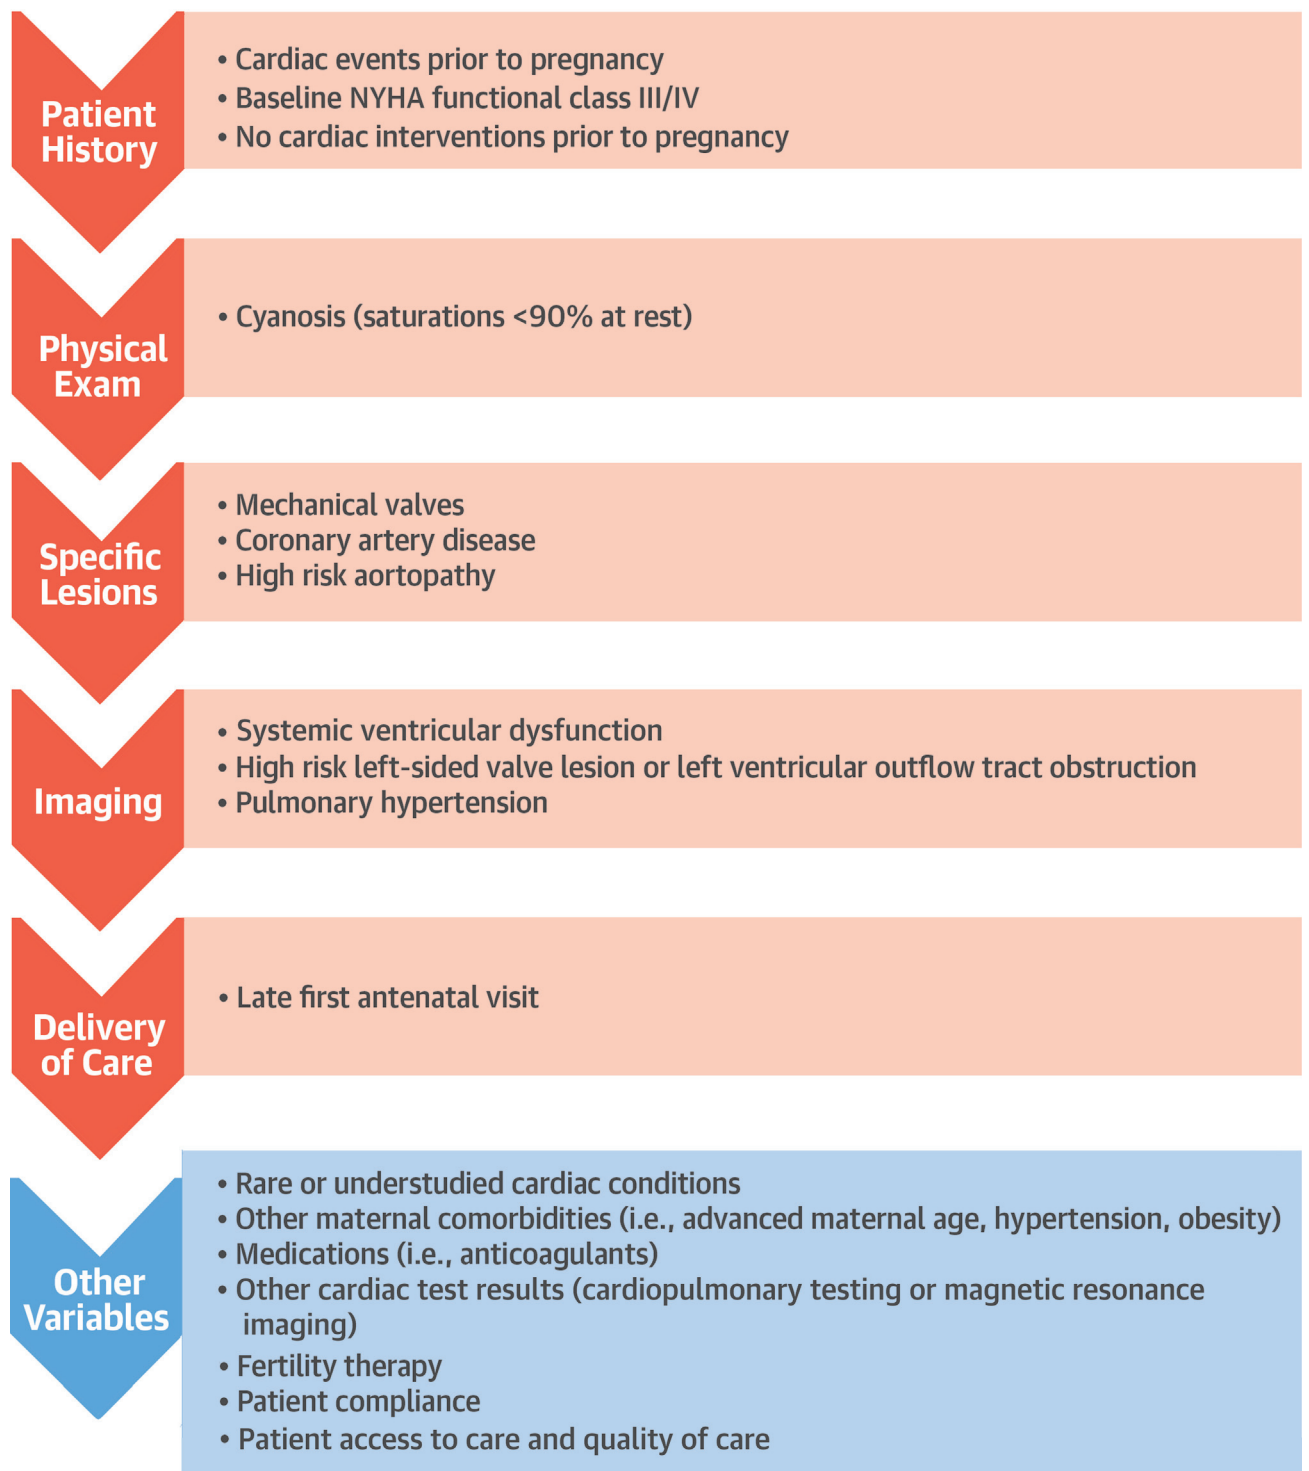 Patient
History
• Cardiac events prior to pregnancy
• Baseline NYHA functional class III/IV
• No cardiac interventions prior to pregnancy
Physical
Exam
• Cyanosis (saturations <90% at rest)
Specific
Lesions
• Mechanical valves
• Coronary artery disease
• High risk aortopathy
Imaging
• Systemic ventricular dysfunction
• High risk left-sided valve lesion or left ventricular outflow tract obstruction
• Pulmonary hypertension
Delivery
of Care
• Late first antenatal visit
Other
Variables
• Rare or understudied cardiac conditions
• Other maternal comorbidities (i.e., advanced maternal age, hypertension, obesity)
• Medications (i.e., anticoagulants)
• Other cardiac test results (cardiopulmonary testing or magnetic resonance
imaging)
• Fertility therapy
• Patient compliance
• Patient access to care and quality of care